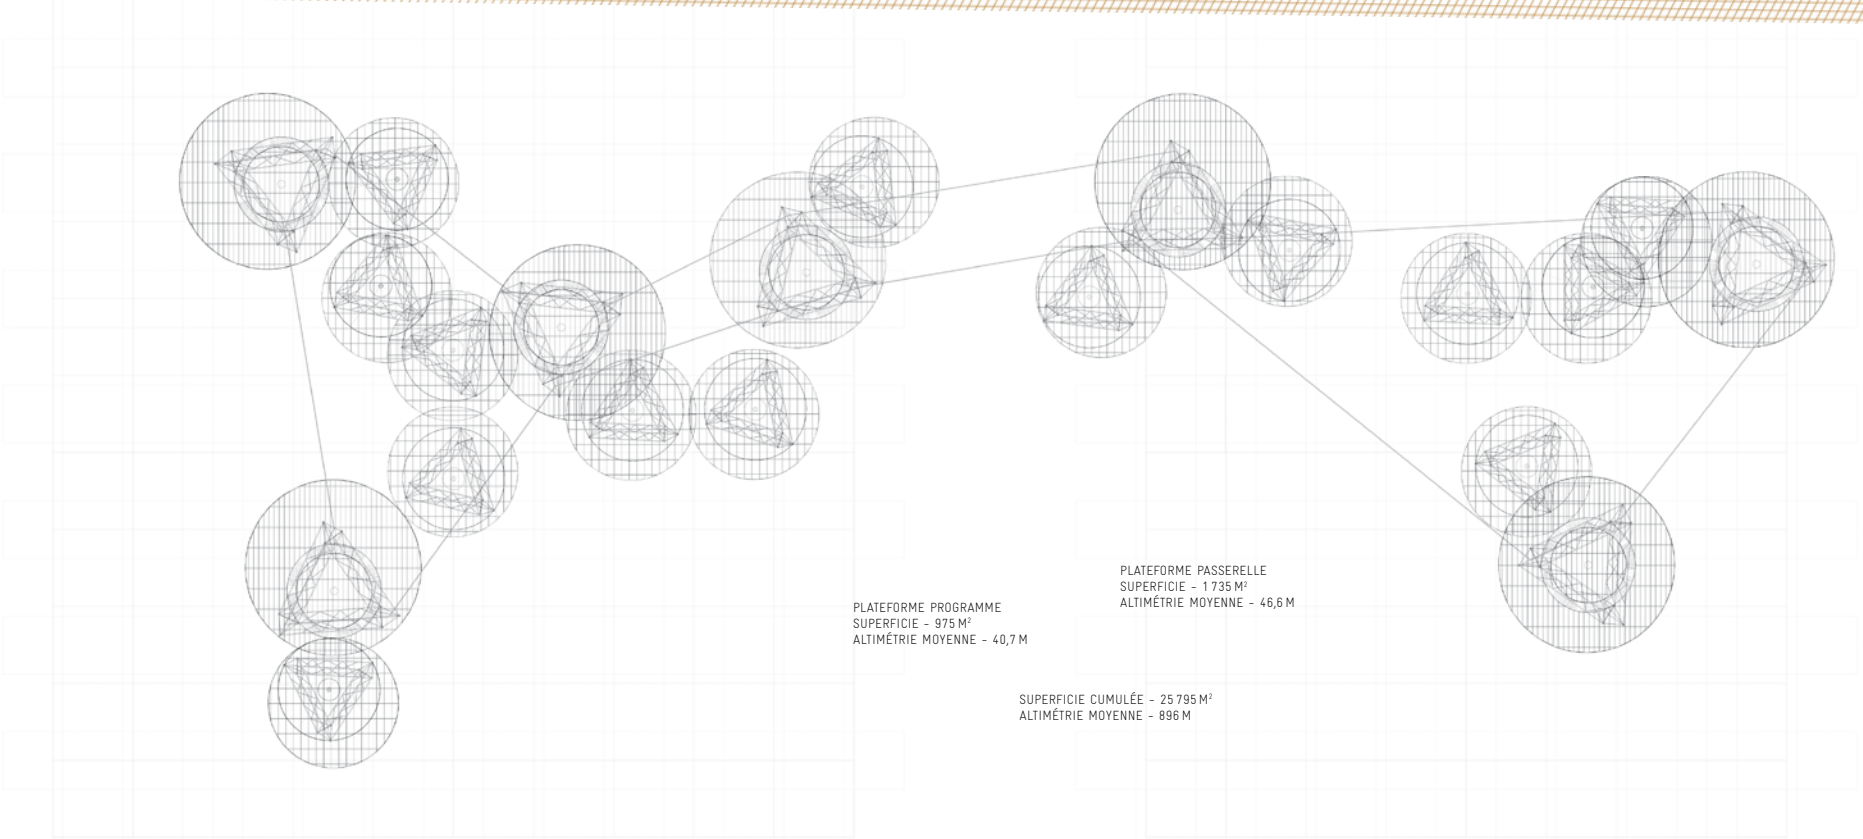 PLATEFORME PASSERELLE
SUPERFICIE – 1 735 M²
ALTIMÉTRIE MOYENNE – 46,6 M
PLATEFORME PROGRAMME
SUPERFICIE – 975 M²
ALTIMÉTRIE MOYENNE – 40,7 M
SUPERFICIE CUMULÉE – 25 795 M²
ALTIMÉTRIE MOYENNE – 896 M